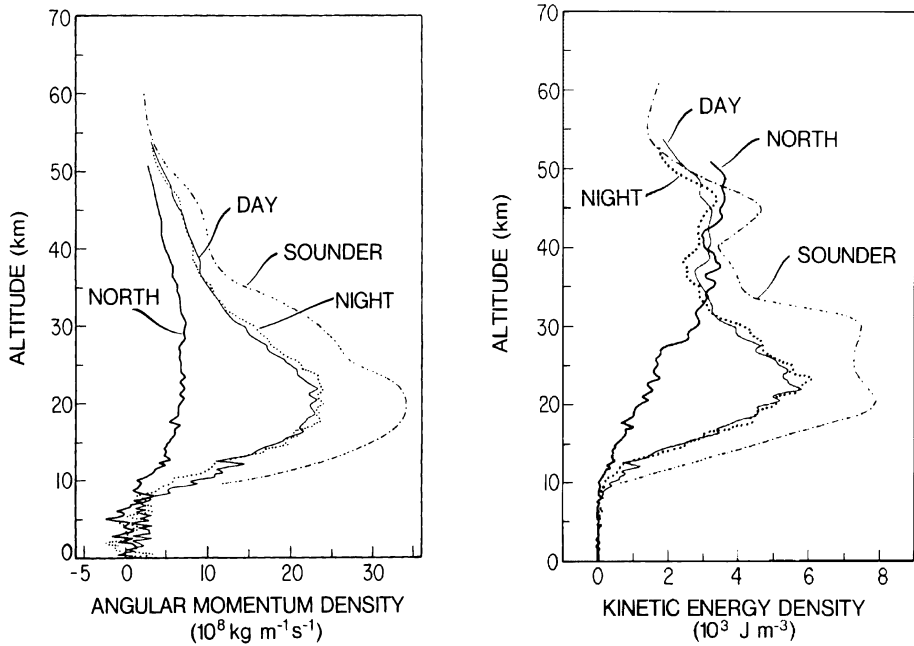 70
60
50
40
30
20
10
0
ALTITUDE (km)
-5
0
10
20
30
ANGULAR MOMENTUM DENSITY
(10⁸ kg m⁻¹s⁻¹)
DAY
SOUNDER
NORTH
NIGHT
70
60
50
40
30
20
10
0
ALTITUDE (km)
0
2
4
6
8
KINETIC ENERGY DENSITY
(10³ J m⁻³)
DAY
NORTH
NIGHT
SOUNDER